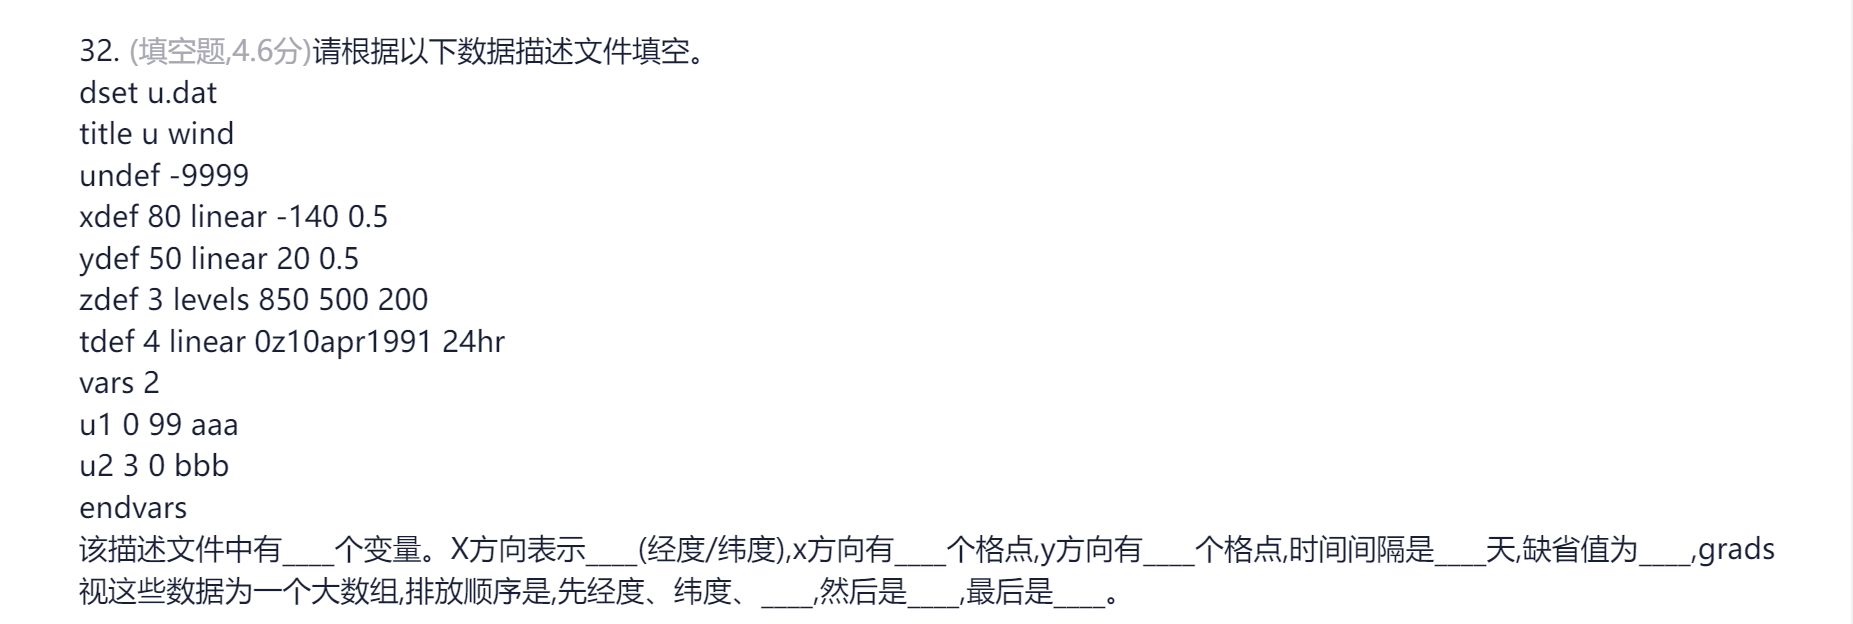 32. (填空题,4.6分)请根据以下数据描述文件填空。
dset u.dat
title u wind
undef -9999
xdef 80 linear -140 0.5
ydef 50 linear 20 0.5
zdef 3 levels 850 500 200
tdef 4 linear 0z10apr1991 24hr
vars 2
u1 0 99 aaa
u2 3 0 bbb
endvars
该描述文件中有____个变量。X方向表示____(经度/纬度),x方向有____个格点,y方向有____个格点,时间间隔是____天,缺省值为____,grads
视这些数据为一个大数组,排放顺序是,先经度、纬度、____,然后是____,最后是____。